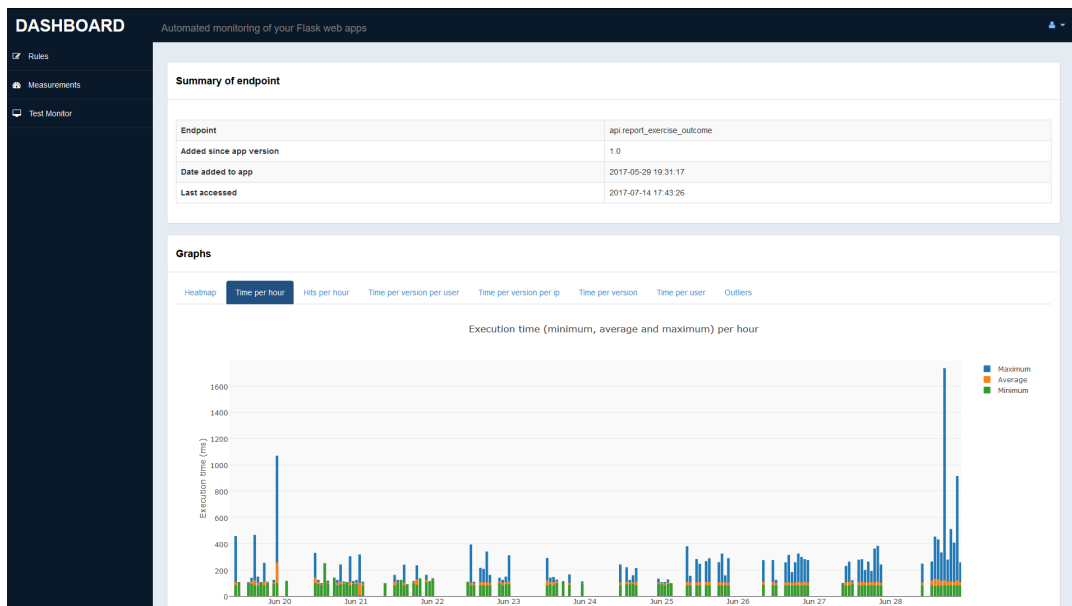 DASHBOARD
Automated monitoring of your Flask web apps
Rules
Measurements
Test Monitor
Summary of endpoint
Endpoint api.report_exercise_outcome
Added since app version 1.0
Date added to app 2017-05-29 19:31:17
Last accessed 2017-07-14 17:43:26
Graphs
Heatmap Time per hour Hits per hour Time per version per user Time per version per ip Time per version Time per user Outliers
Execution time (minimum, average and maximum) per hour
Maximum
Average
Minimum
Execution time (ms)
1600
1400
1200
1000
800
600
400
200
0
Jun 20 Jun 21 Jun 22 Jun 23 Jun 24 Jun 25 Jun 26 Jun 27 Jun 28